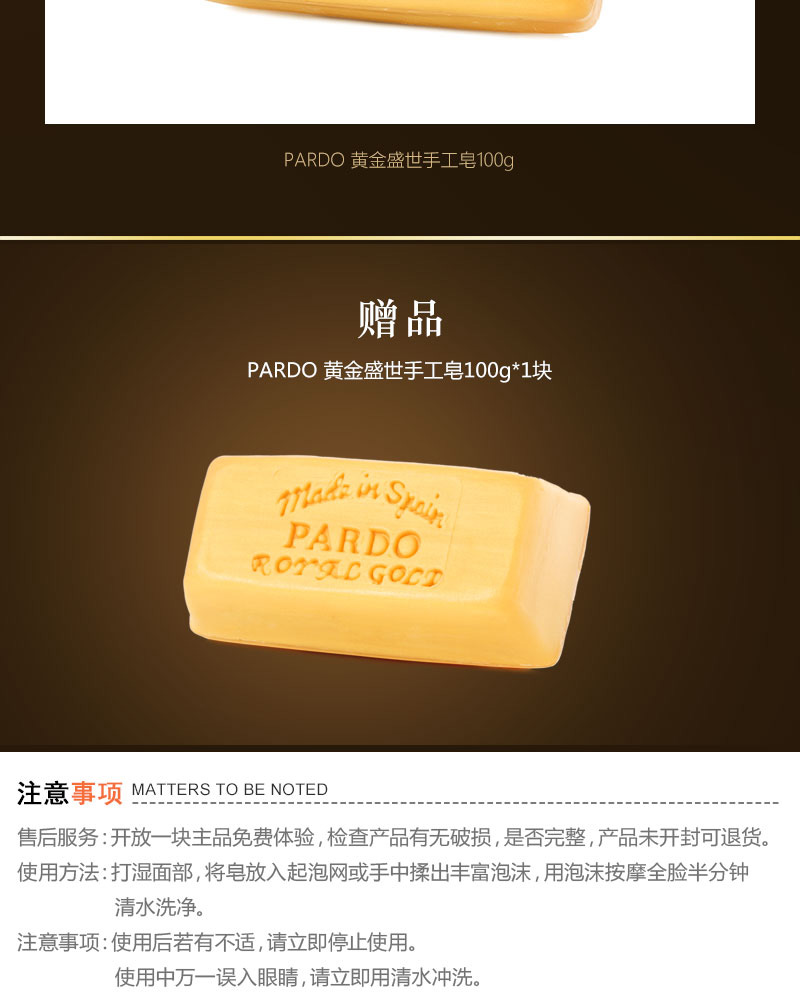 PARDO 黄金盛世手工皂100g
赠品
PARDO 黄金盛世手工皂100g*1块
Made in Spain
PARDO
ROYAL GOLD
注意事项 MATTERS TO BE NOTED
售后服务:开放一块主品免费体验,检查产品有无破损,是否完整,产品未开封可退货。
使用方法:打湿面部,将皂放入起泡网或手中揉出丰富泡沫,用泡沫按摩全脸半分钟
清水洗净。
注意事项:使用后若有不适,请立即停止使用。
使用中万一误入眼睛,请立即用清水冲洗。